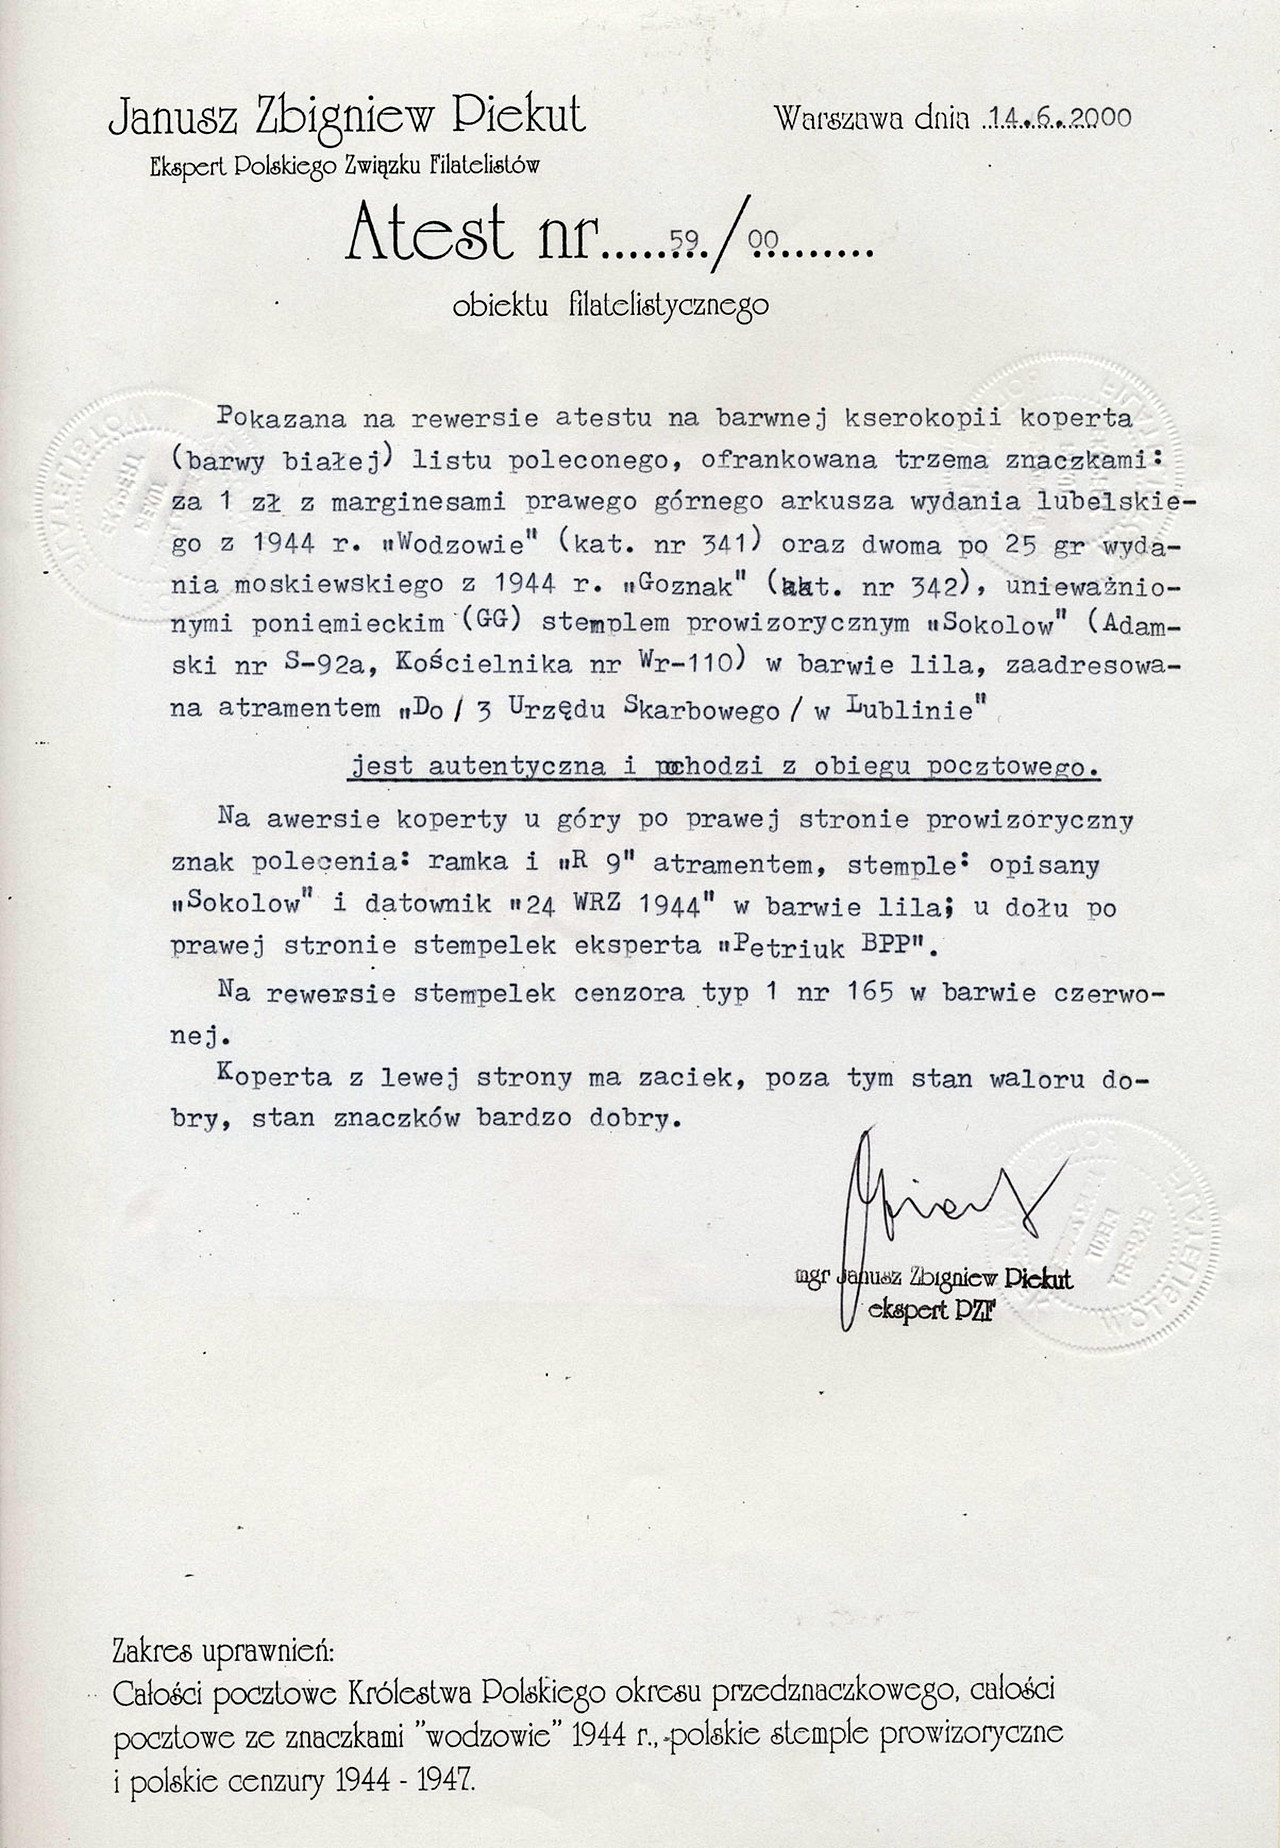 Janusz Zbigniew Piekut
Warszawa dnia ..14..6..2000
Ekspert Polskiego Związku Filatelistów
Atest nr......59./00.........
obiektu filatelistycznego
Pokazana na rewersie atestu na barwnej kserokopii koperta
(barwy białej) listu poleconego, ofrankowana trzema znaczkami:
za 1 zł z marginesami prawego górnego arkusza wydania lubelskie-
go z 1944 r. „Wodzowie" (kat. nr 341) oraz dwoma po 25 gr wyda-
nia moskiewskiego z 1944 r. „Goznak" (kat. nr 342), unieważnio-
nymi poniemieckim (GG) stemplem prowizorycznym „Sokolow" (Adam-
ski nr S-92a, Kościelnika nr Wr-110) w barwie lila, zaadresowa-
na atramentem „Do / 3 Urzędu Skarbowego / w Lublinie"
jest autentyczna i pochodzi z obiegu pocztowego.
Na awersie koperty u góry po prawej stronie prowizoryczny
znak polecenia: ramka i „R 9" atramentem, stemple: opisany
„Sokolow" i datownik „24 WRZ 1944" w barwie lila; u dołu po
prawej stronie stempelek eksperta „Petriuk BPP".
Na rewersie stempelek cenzora typ 1 nr 165 w barwie czerwo-
nej.
Koperta z lewej strony ma zaciek, poza tym stan waloru do-
bry, stan znaczków bardzo dobry.
mgr Janusz Zbigniew Piekut
ekspert PZF
Zakres uprawnień:
Całości pocztowe Królestwa Polskiego okresu przedznaczkowego, całości
pocztowe ze znaczkami "wodzowie" 1944 r., polskie stemple prowizoryczne
i polskie cenzury 1944 - 1947.